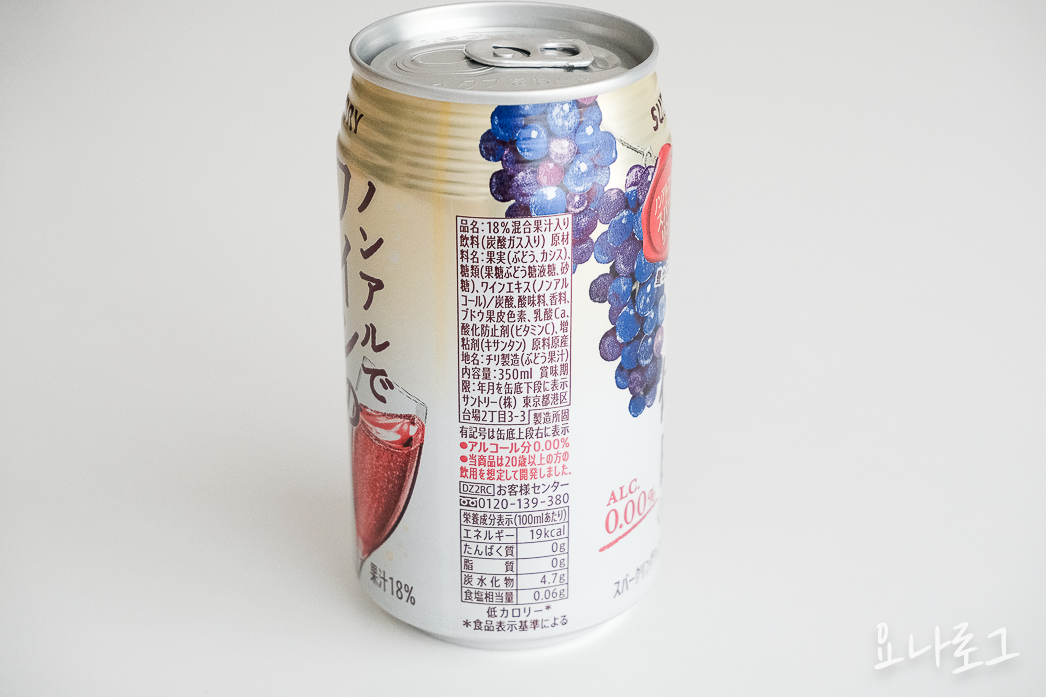 ノンアルで
品名:18%混合果汁入り
飲料(炭酸ガス入り) 原材
料名:果実(ぶどう、カシス)、
糖類(果糖ぶどう糖液糖、砂
糖)、ワインエキス(ノンアル
コール)/炭酸、酸味料、香料、
ブドウ果皮色素、乳酸Ca、
酸化防止剤(ビタミンC)、増
粘剤(キサンタン) 原料原産
地名:チリ製造(ぶどう果汁)
内容量:350ml 賞味期
限:年月を缶底下段に表示
サントリー(株) 東京都港区
台場2丁目3-3 製造所固
有記号は缶底上段右に表示
●アルコール分0.00%
●当商品は20歳以上の方の
飲用を想定して開発しました。
DZ2RC お客様センター
0120-139-380
栄養成分表示(100mlあたり)
エネルギー 19kcal
たんぱく質 0g
脂質 0g
炭水化物 4.7g
食塩相当量 0.06g
低カロリー*
*食品表示基準による
果汁18%
ALC.
0.00%
요나로그